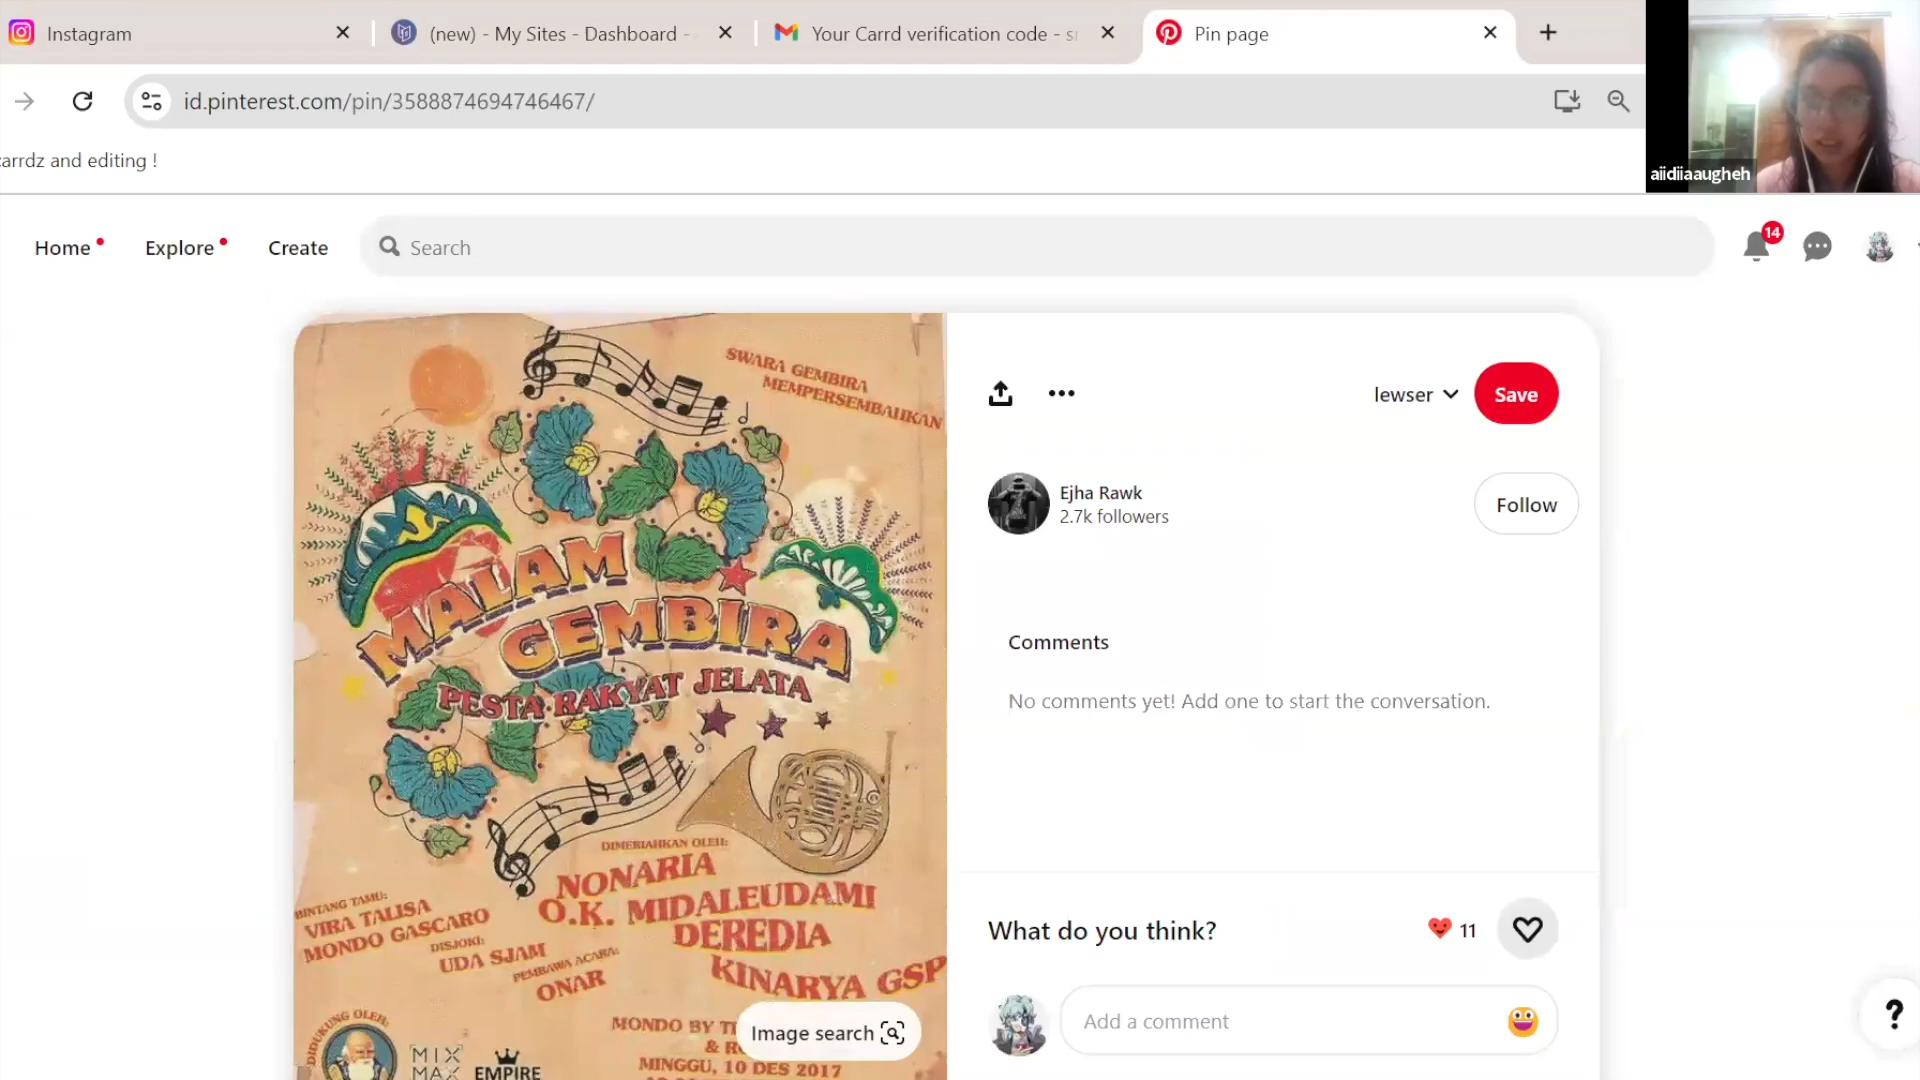 Instagram
(new) - My Sites - Dashboard -
Your Carrd verification code - sr
Pin page
id.pinterest.com/pin/3588874694746467/
carrdz and editing !
aiidiiaaugheh
Home
Explore
Create
Search
14
SWARA GEMBIRA
MEMPERSEMBAHKAN
MALAM
GEMBIRA
PESTA RAKYAT JELATA
DIMERIAHKAN OLEH:
NONARIA
O.K. MIDALEUDAMI
DEREDIA
KINARYA GSP
BINTANG TAMU:
VIRA TALISA
MONDO GASCARO
DISJOKI:
UDA SJAM
PEMBAWA ACARA:
ONAR
DIDUKUNG OLEH:
MIX
MAX
EMPIRE
MONDO BY
MINGGU, 10 DES 2017
Image search
lewser
Save
Ejha Rawk
2.7k followers
Follow
Comments
No comments yet! Add one to start the conversation.
What do you think?
11
Add a comment
?